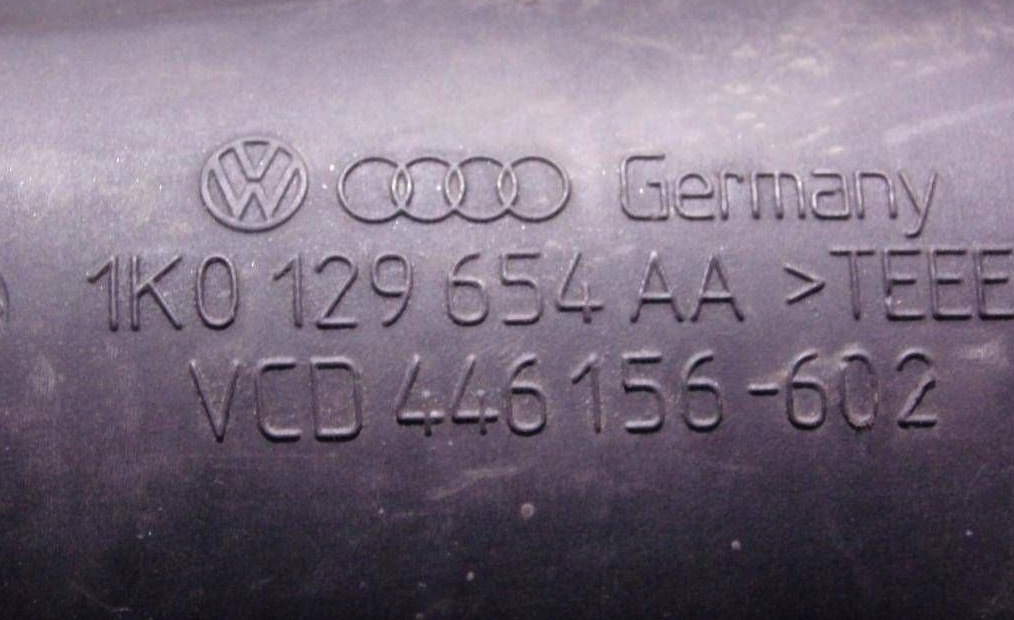 Germany
1K0 129 654 AA >TEEE
VCD 446 156-602